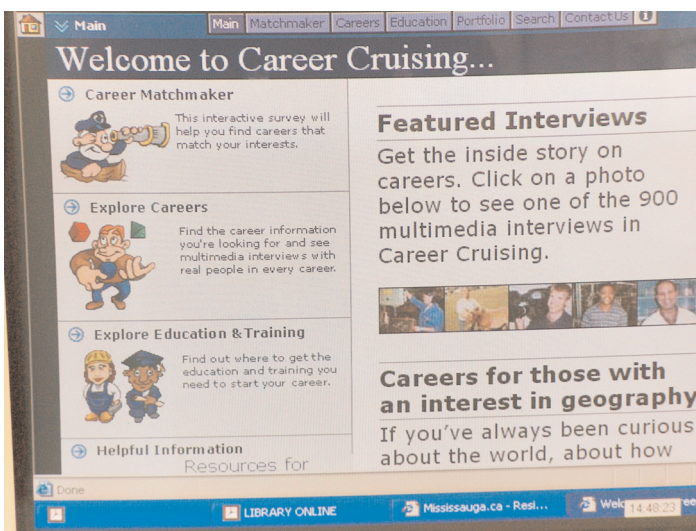 Main
Main Matchmaker Careers Education Portfolio Search Contact Us i
Welcome to Career Cruising...
Career Matchmaker
This interactive survey will
help you find careers that
match your interests.
Explore Careers
Find the career information
you're looking for and see
multimedia interviews with
real people in every career.
Explore Education & Training
Find out where to get the
education and training you
need to start your career.
Helpful Information
Resources for
Featured Interviews
Get the inside story on
careers. Click on a photo
below to see one of the 900
multimedia interviews in
Career Cruising.
Careers for those with
an interest in geography
If you've always been curious
about the world, about how
Done
LIBRARY ONLINE
Mississauga.ca - Resi...
14:48:23